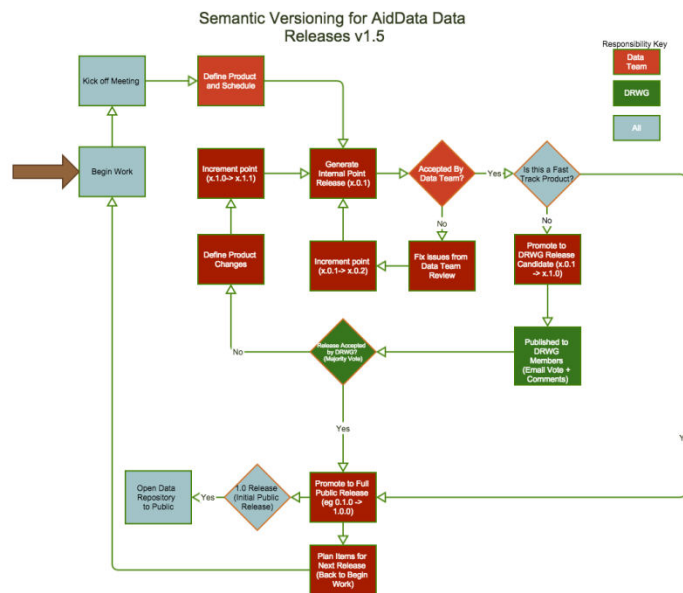 Semantic Versioning for AidData Data
Releases v1.5
Responsibility Key
Data
Team
DRWG
All
Kick off Meeting
Define Product
and Schedule
Begin Work
Increment point
(x.1.0-> x.1.1)
Generate
Internal Point
Release (x.0.1)
Accepted By
Data Team?
Yes
Is this a Fast
Track Product?
No
No
Define Product
Changes
Increment point
(x.0.1-> x.0.2)
Fix issues from
Data Team
Review
Promote to
DRWG Release
Candidate (x.0.1
-> x.1.0)
Release Accepted
by DRWG?
(Majority Vote)
No
Published to
DRWG
Members
(Email Vote +
Comments)
Yes
Y
Open Data
Repository
to Public
Yes
1.0 Release
(Initial Public
Release)
Promote to Full
Public Release
(eg 0.1.0 ->
1.0.0)
Plan Items for
Next Release
(Back to Begin
Work)